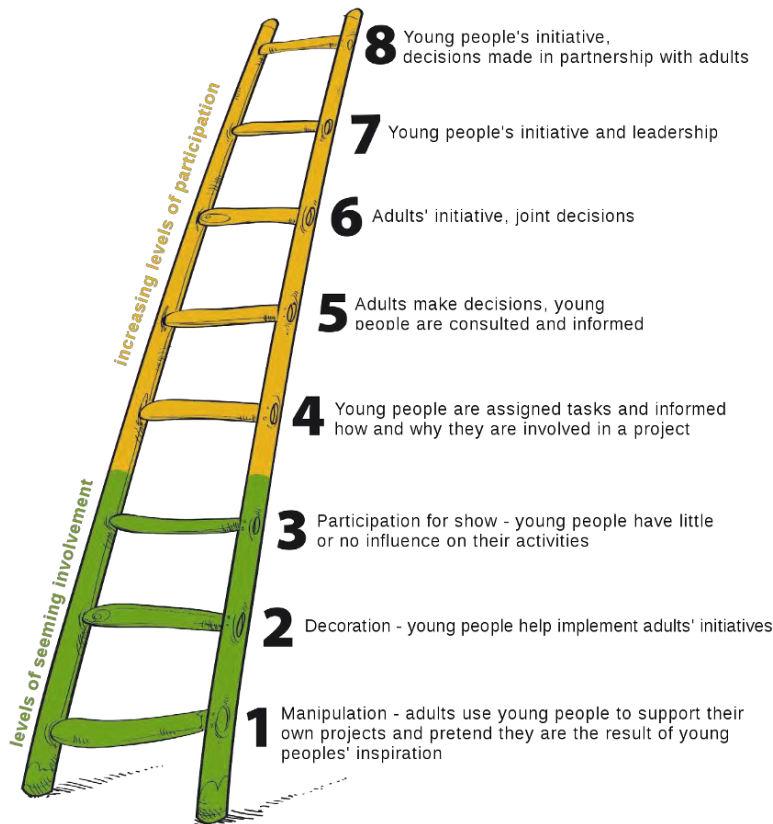 8 Young people's initiative,
decisions made in partnership with adults
7 Young people's initiative and leadership
6 Adults' initiative, joint decisions
5 Adults make decisions, young
people are consulted and informed
4 Young people are assigned tasks and informed
how and why they are involved in a project
3 Participation for show - young people have little
or no influence on their activities
2 Decoration - young people help implement adults' initiatives
1 Manipulation - adults use young people to support their
own projects and pretend they are the result of young
peoples' inspiration
increasing levels of participation
levels of seeming involvement